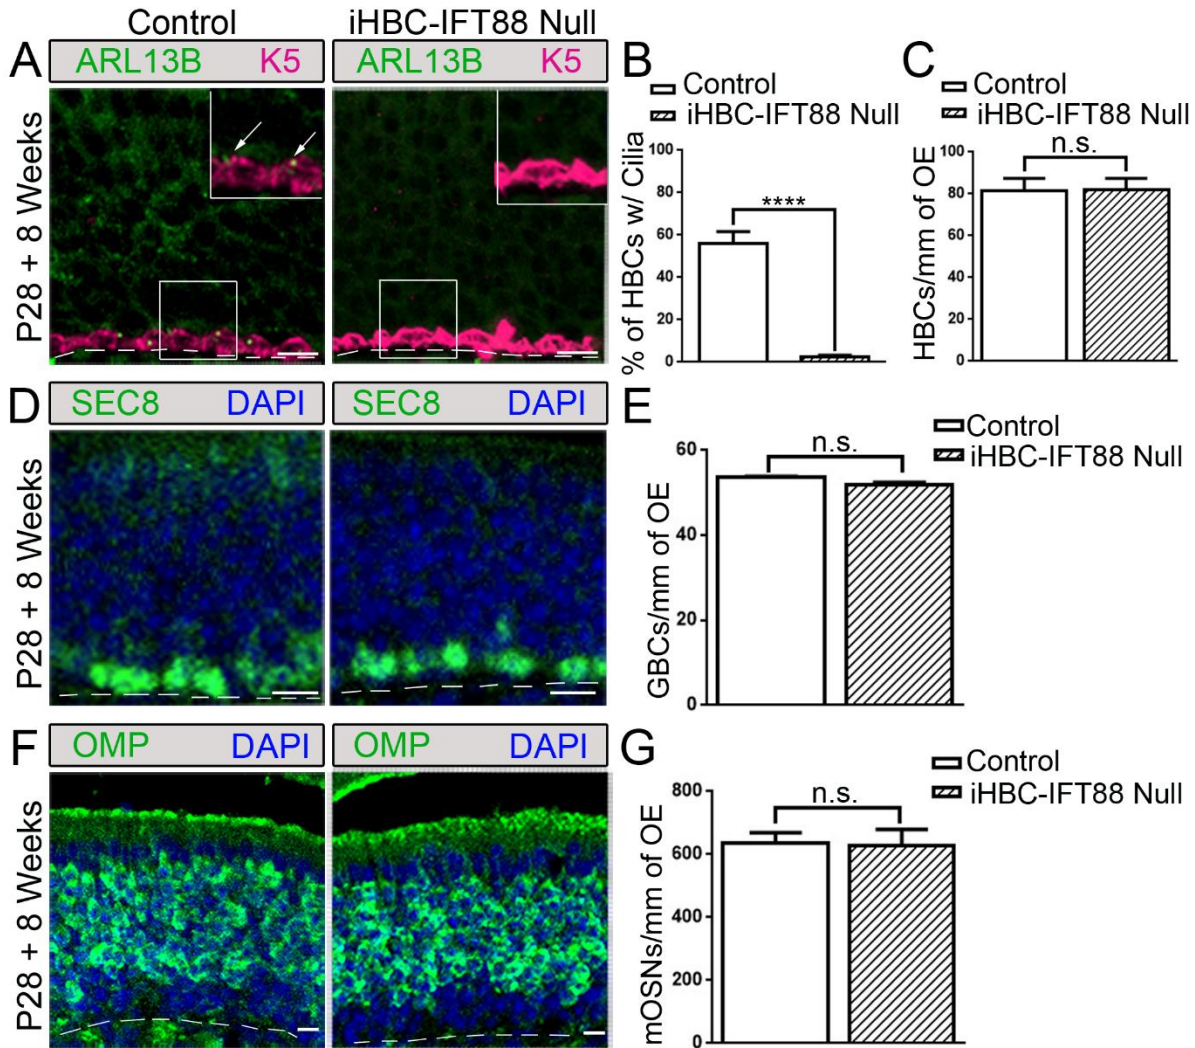 Control iHBC-IFT88 Null
A ARL13B K5 ARL13B K5
P28 + 8 Weeks
B
Control
iHBC-IFT88 Null
% of HBCs w/ Cilia
100
80
60
40
20
0
****
C
Control
iHBC-IFT88 Null
HBCs/mm of OE
100
80
60
40
20
0
n.s.
D SEC8 DAPI SEC8 DAPI
P28 + 8 Weeks
E
Control
iHBC-IFT88 Null
GBCs/mm of OE
60
40
20
0
n.s.
F OMP DAPI OMP DAPI
P28 + 8 Weeks
G
Control
iHBC-IFT88 Null
mOSNs/mm of OE
800
600
400
200
0
n.s.